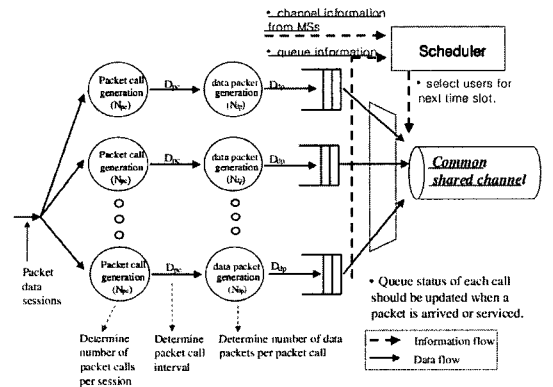 • channel information
from MSs
• queue information
Scheduler
• select users for
next time slot.
Packet call
generation
(Npc)
Dpc
data packet
generation
(Ndp)
Ddp
Packet call
generation
(Npc)
Dpc
data packet
generation
(Ndp)
Ddp
Common
shared channel
Packet call
generation
(Npc)
Dpc
data packet
generation
(Ndp)
Ddp
Packet
data
sessions
• Queue status of each call
should be updated when a
packet is arrived or serviced.
Determine
number of
packet calls
per session
Determine
packet call
interval
Determine number of data
packets per packet call
Information flow
Data flow